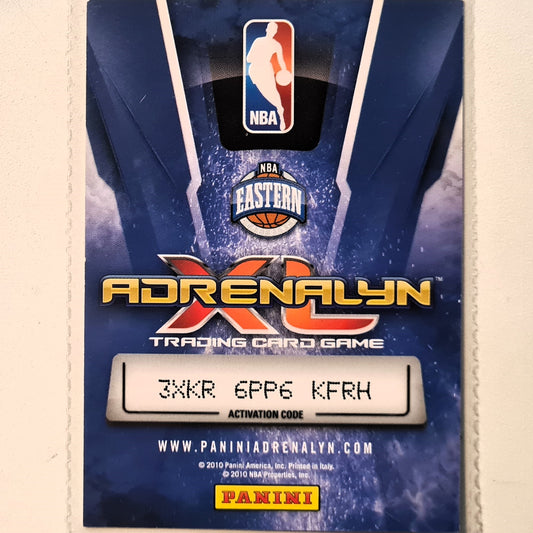 NBA
NBA
EASTERN
XL
ADRENALYN™
TRADING CARD GAME
3XKR 6PP6 KFRH
ACTIVATION CODE
WWW.PANINIADRENALYN.COM
© 2010 Panini America, Inc. Printed in Italy.
© 2010 NBA Properties, Inc.
PANINI